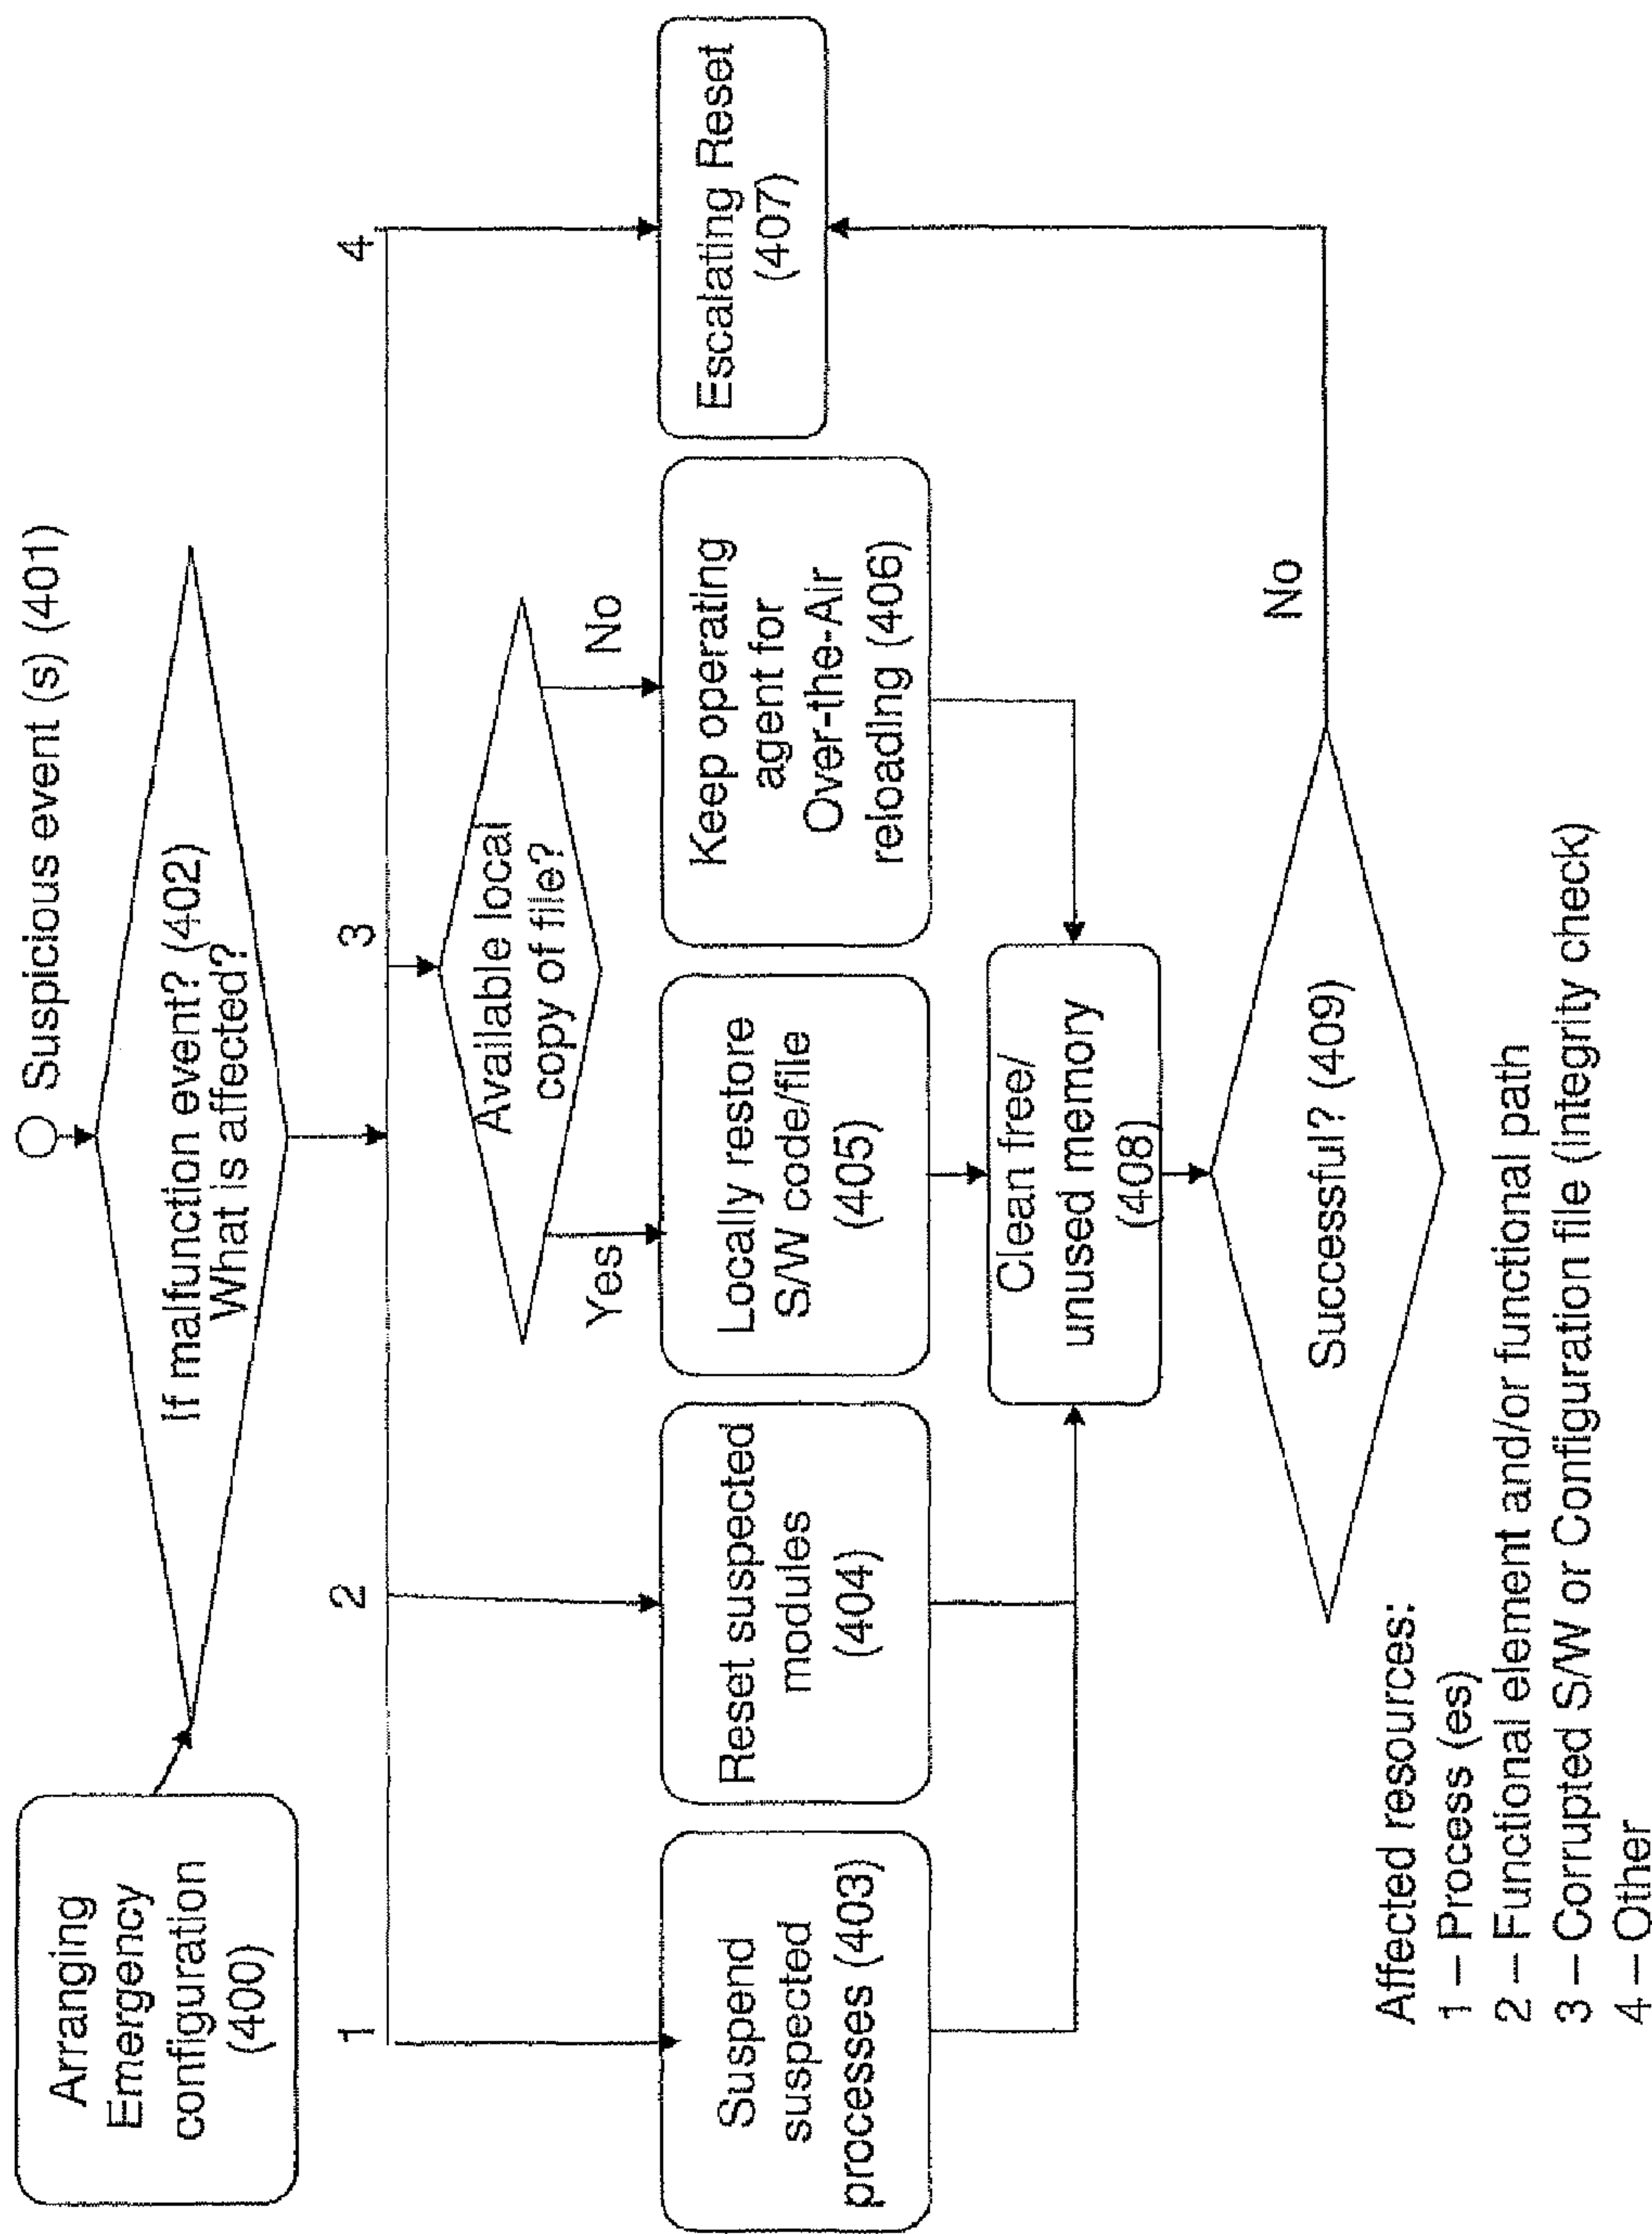 Suspicious event (s) (401)
Arranging
Emergency
configuration
(400)
If malfunction event? (402)
What is affected?
1
2
3
4
Available local
copy of file?
Yes
No
Suspend
suspected
processes (403)
Reset suspected
modules
(404)
Locally restore
S/W code/file
(405)
Keep operating
agent for
Over-the-Air
reloading (406)
Escalating Reset
(407)
Clean free/
unused memory
(408)
Successful? (409)
No
Affected resources:
1 – Process (es)
2 – Functional element and/or functional path
3 – Corrupted S/W or Configuration file (integrity check)
4 – Other